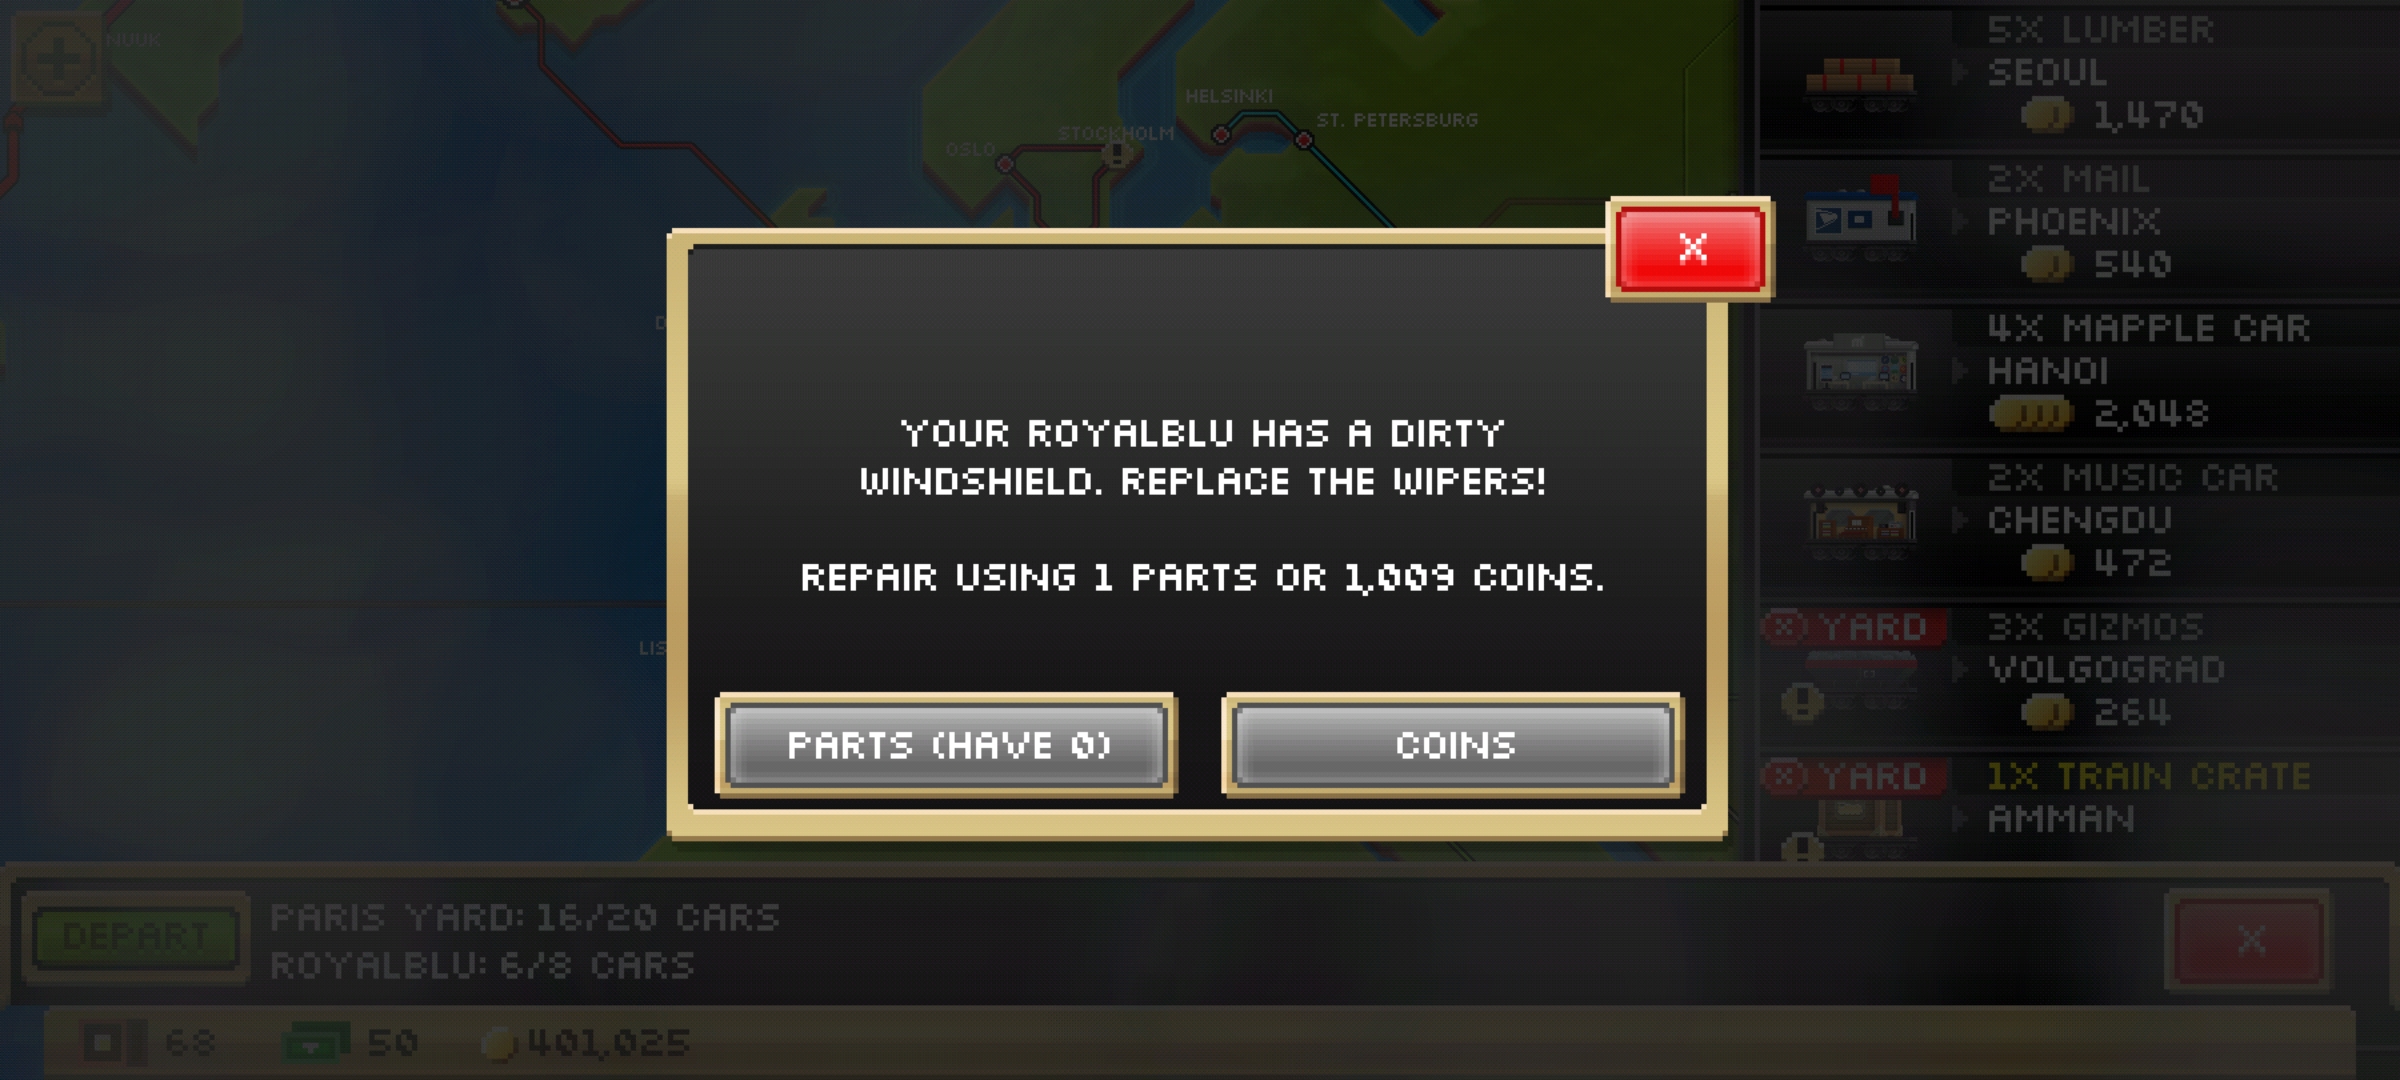 NUUK
HELSINKI
ST. PETERSBURG
STOCKHOLM
OSLO
5X LUMBER
SEOUL
1,470
2X MAIL
PHOENIX
540
4X MAPPLE CAR
HANOI
2,048
2X MUSIC CAR
CHENGDU
472
YARD
3X GIZMOS
VOLGOGRAD
264
YARD
1X TRAIN CRATE
AMMAN
X
YOUR ROYALBLU HAS A DIRTY
WINDSHIELD. REPLACE THE WIPERS!
REPAIR USING 1 PARTS OR 1,009 COINS.
PARTS (HAVE 0)
COINS
D
LIS
DEPART
PARIS YARD: 16/20 CARS
ROYALBLU: 6/8 CARS
X
68
50
401,025